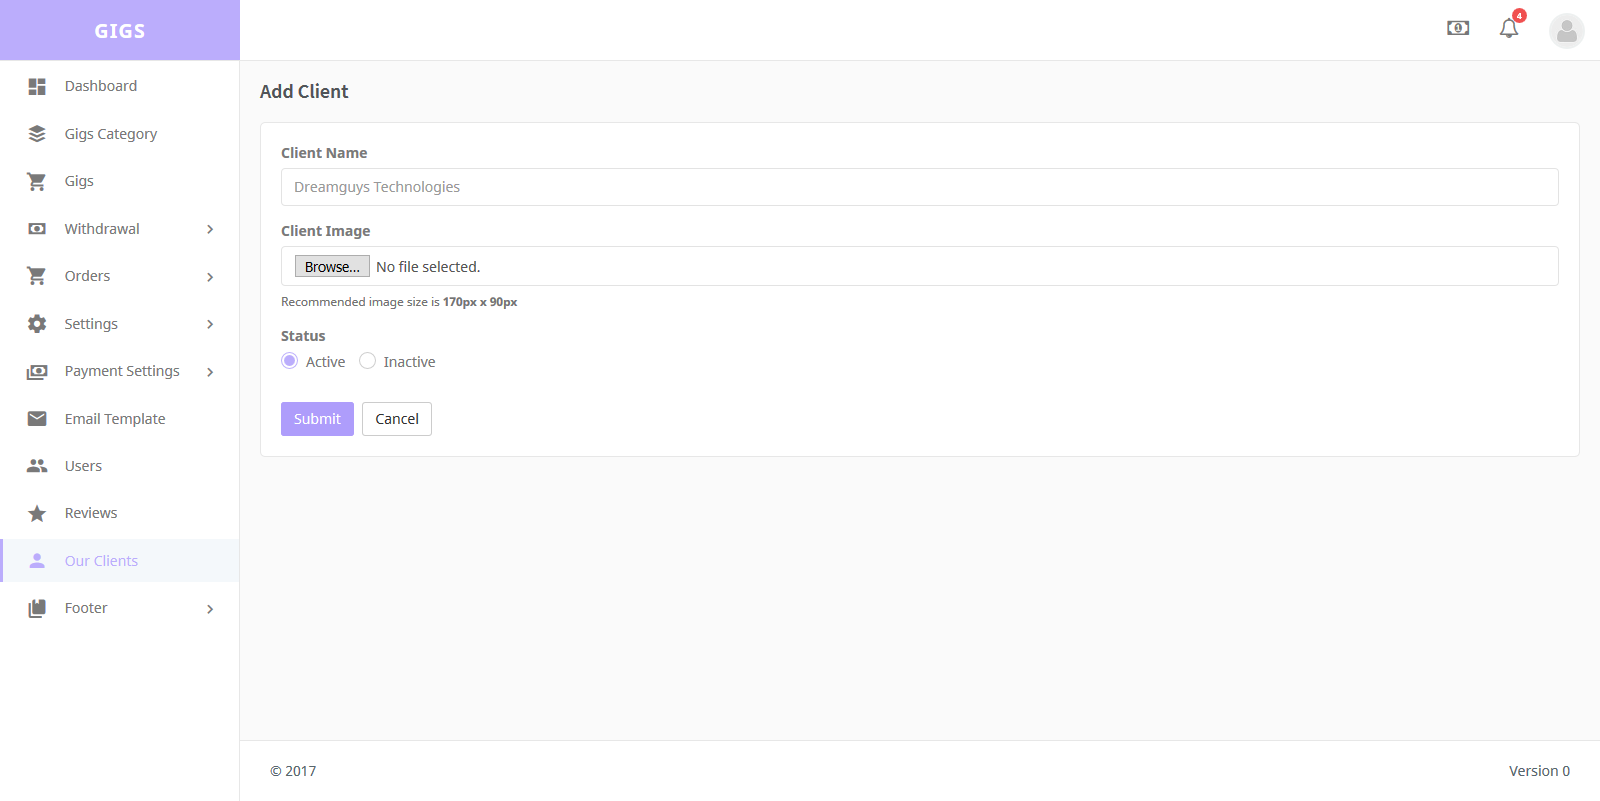 GIGS
4
Dashboard
Gigs Category
Gigs
Withdrawal
Orders
Settings
Payment Settings
Email Template
Users
Reviews
Our Clients
Footer
Add Client
Client Name
Dreamguys Technologies
Client Image
Browse... No file selected.
Recommended image size is 170px x 90px
Status
Active Inactive
Submit Cancel
© 2017 Version 0